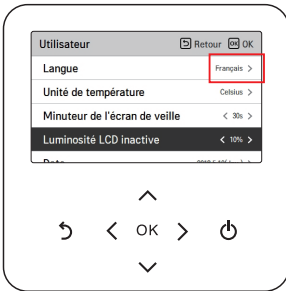 Utilisateur Retour OK OK
Langue Français >
Unité de température Celsius >
Minuteur de l'écran de veille < 30s >
Luminosité LCD inactive < 10% >
OK